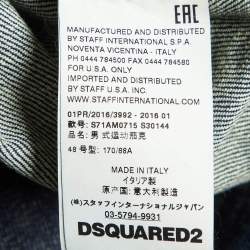 EAC
MANUFACTURED AND DISTRIBUTED
BY STAFF INTERNATIONAL S.P.A.
NOVENTA VICENTINA - ITALY
PH 0444 784500 FAX 0444 784580
FOR U.S.A. ONLY
IMPORTED AND DISTRIBUTED
BY STAFF USA INC.
WWW.STAFFINTERNATIONAL.COM
01PR/2016/3992 - 2016 01
款号: S71AM0715 S30144
品名: 男式运动茄克
48 号型: 170/88A
MADE IN ITALY
イタリア製
原产国: 意大利製造
(株)スタッフインターナショナルジャパン
03-5794-9931
DSQUARED2